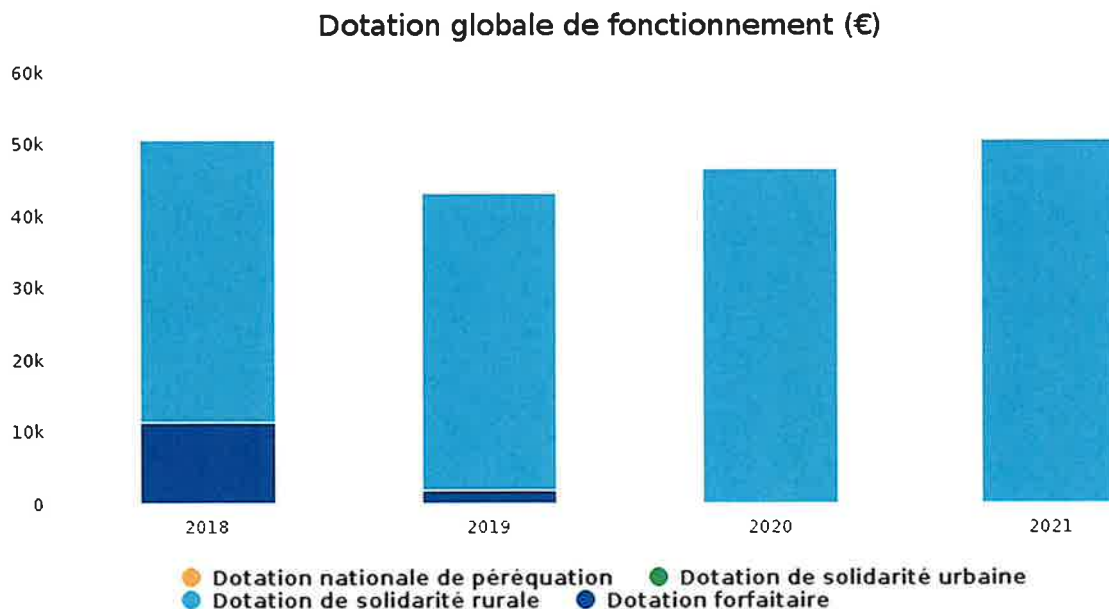 Dotation globale de fonctionnement (€)
60k
50k
40k
30k
20k
10k
0
2018 2019 2020 2021
Dotation nationale de péréquation Dotation de solidarité urbaine
Dotation de solidarité rurale Dotation forfaitaire